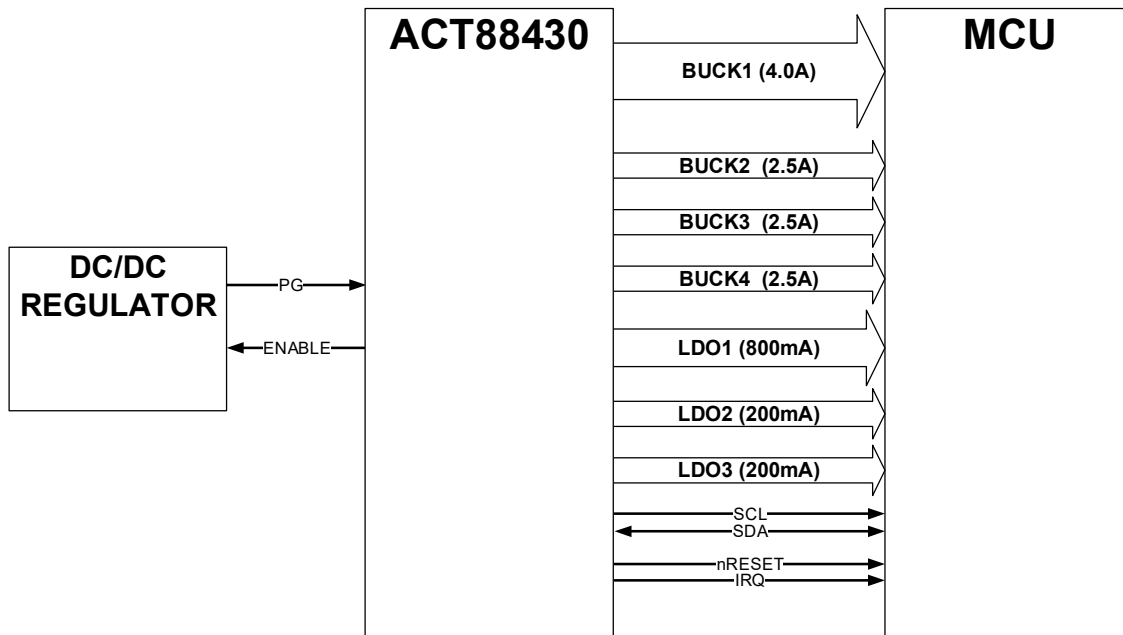 ACT88430
MCU
BUCK1 (4.0A)
BUCK2 (2.5A)
BUCK3 (2.5A)
BUCK4 (2.5A)
DC/DC
REGULATOR
PG
ENABLE
LDO1 (800mA)
LDO2 (200mA)
LDO3 (200mA)
SCL
SDA
nRESET
IRQ